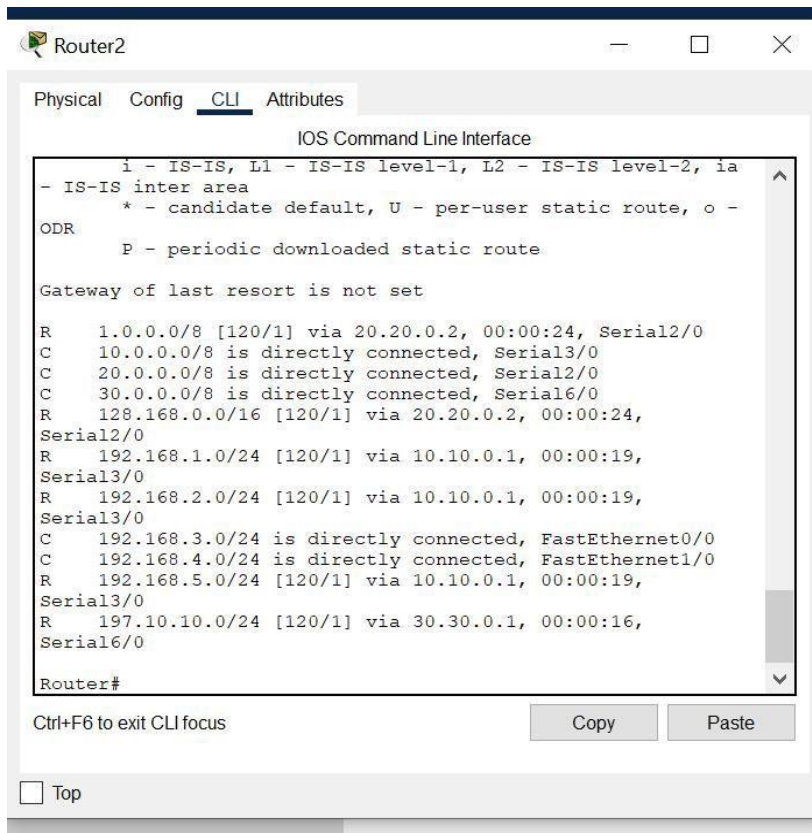 Router2
Physical Config CLI Attributes
IOS Command Line Interface
i - IS-IS, L1 - IS-IS level-1, L2 - IS-IS level-2, ia
- IS-IS inter area
* - candidate default, U - per-user static route, o -
ODR
P - periodic downloaded static route
Gateway of last resort is not set
R 1.0.0.0/8 [120/1] via 20.20.0.2, 00:00:24, Serial2/0
C 10.0.0.0/8 is directly connected, Serial3/0
C 20.0.0.0/8 is directly connected, Serial2/0
C 30.0.0.0/8 is directly connected, Serial6/0
R 128.168.0.0/16 [120/1] via 20.20.0.2, 00:00:24,
Serial2/0
R 192.168.1.0/24 [120/1] via 10.10.0.1, 00:00:19,
Serial3/0
R 192.168.2.0/24 [120/1] via 10.10.0.1, 00:00:19,
Serial3/0
C 192.168.3.0/24 is directly connected, FastEthernet0/0
C 192.168.4.0/24 is directly connected, FastEthernet1/0
R 192.168.5.0/24 [120/1] via 10.10.0.1, 00:00:19,
Serial3/0
R 197.10.10.0/24 [120/1] via 30.30.0.1, 00:00:16,
Serial6/0
Router#
Ctrl+F6 to exit CLI focus Copy Paste
Top